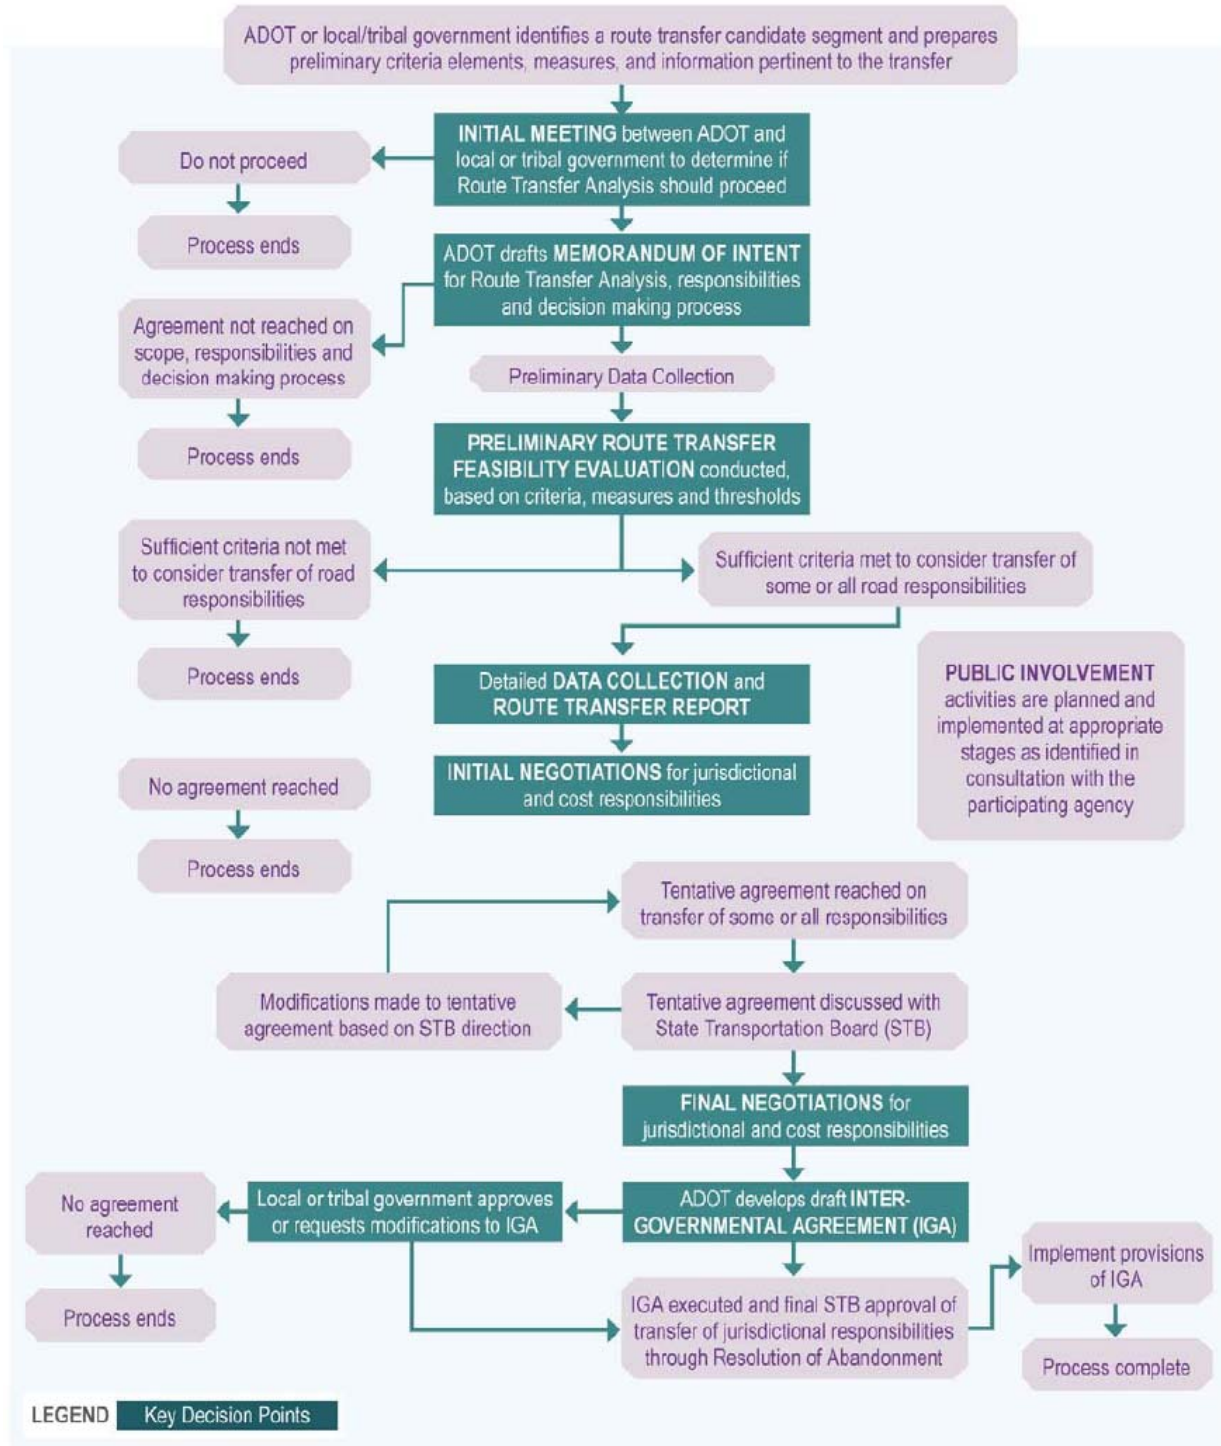 ADOT or local/tribal government identifies a route transfer candidate segment and prepares
preliminary criteria elements, measures, and information pertinent to the transfer
INITIAL MEETING between ADOT and
local or tribal government to determine if
Route Transfer Analysis should proceed
Do not proceed
Process ends
ADOT drafts MEMORANDUM OF INTENT
for Route Transfer Analysis, responsibilities
and decision making process
Agreement not reached on
scope, responsibilities and
decision making process
Process ends
Preliminary Data Collection
PRELIMINARY ROUTE TRANSFER
FEASIBILITY EVALUATION conducted,
based on criteria, measures and thresholds
Sufficient criteria not met
to consider transfer of road
responsibilities
Process ends
Sufficient criteria met to consider transfer of
some or all road responsibilities
Detailed DATA COLLECTION and
ROUTE TRANSFER REPORT
PUBLIC INVOLVEMENT
activities are planned and
implemented at appropriate
stages as identified in
consultation with the
participating agency
INITIAL NEGOTIATIONS for jurisdictional
and cost responsibilities
No agreement reached
Process ends
Tentative agreement reached on
transfer of some or all responsibilities
Modifications made to tentative
agreement based on STB direction
Tentative agreement discussed with
State Transportation Board (STB)
FINAL NEGOTIATIONS for
jurisdictional and cost responsibilities
No agreement
reached
Process ends
Local or tribal government approves
or requests modifications to IGA
ADOT develops draft INTER-
GOVERNMENTAL AGREEMENT (IGA)
IGA executed and final STB approval of
transfer of jurisdictional responsibilities
through Resolution of Abandonment
Implement provisions
of IGA
Process complete
LEGEND Key Decision Points